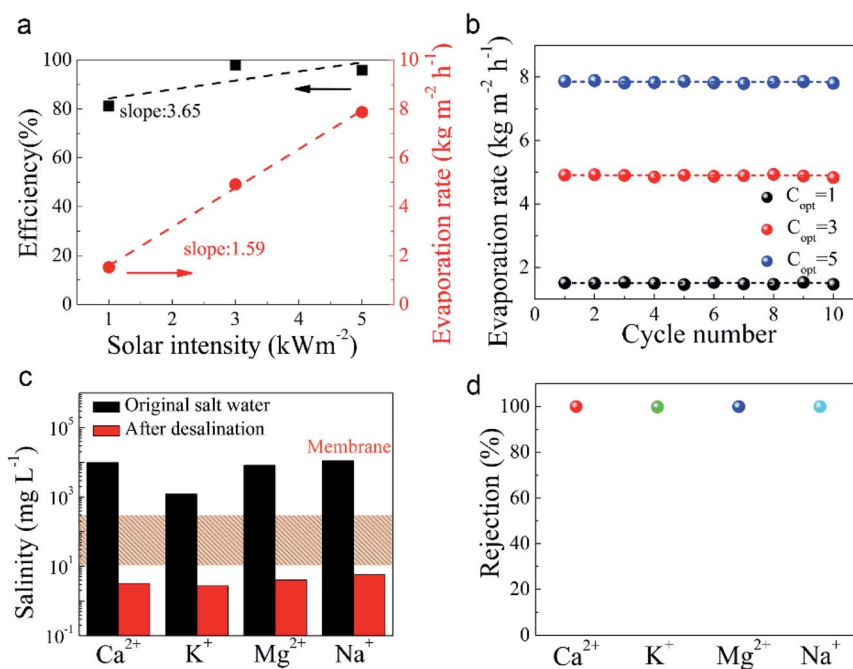 a
100
80
60
40
20
0
Efficiency(%)
10
8
6
4
2
0
Evaporation rate (kg m⁻² h⁻¹)
slope:3.65
slope:1.59
1 2 3 4 5
Solar intensity (kWm⁻²)
b
8
6
4
2
Evaporation rate (kg m⁻² h⁻¹)
C_opt=1
C_opt=3
C_opt=5
0 2 4 6 8 10
Cycle number
c
Original salt water
After desalination
Membrane
10⁵
10³
10¹
10⁻¹
Salinity (mg L⁻¹)
Ca²⁺ K⁺ Mg²⁺ Na⁺
d
100
80
60
40
20
0
Rejection (%)
Ca²⁺ K⁺ Mg²⁺ Na⁺